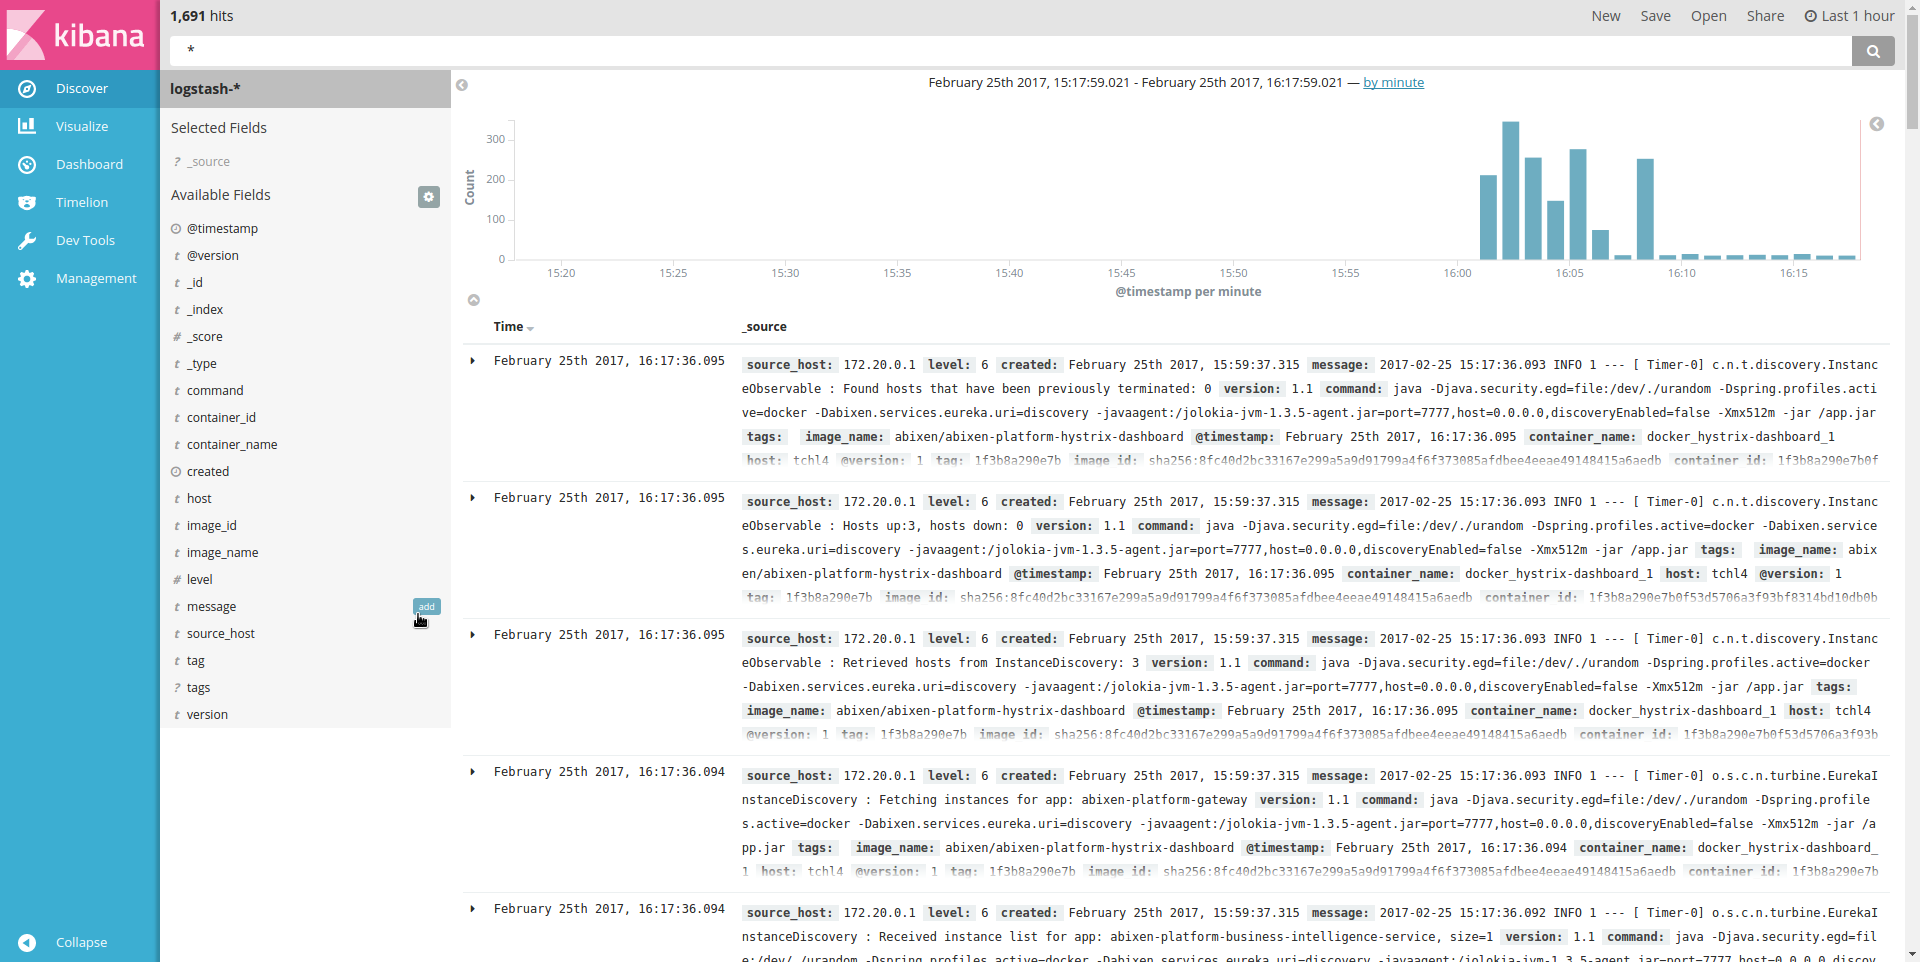 kibana
Discover
Visualize
Dashboard
Timelion
Dev Tools
Management
Collapse
1,691 hits
New Save Open Share Last 1 hour
*
logstash-*
Selected Fields
? _source
Available Fields
@timestamp
t @version
t _id
t _index
# _score
t _type
t command
t container_id
t container_name
created
t host
t image_id
t image_name
# level
t message add
t source_host
t tag
? tags
t version
February 25th 2017, 15:17:59.021 - February 25th 2017, 16:17:59.021 — by minute
Count
300
200
100
0
15:20 15:25 15:30 15:35 15:40 15:45 15:50 15:55 16:00 16:05 16:10 16:15
@timestamp per minute
Time _source
February 25th 2017, 16:17:36.095
source_host: 172.20.0.1 level: 6 created: February 25th 2017, 15:59:37.315 message: 2017-02-25 15:17:36.093 INFO 1 --- [ Timer-0] c.n.t.discovery.Instanc
eObservable : Found hosts that have been previously terminated: 0 version: 1.1 command: java -Djava.security.egd=file:/dev/./urandom -Dspring.profiles.acti
ve=docker -Dabixen.services.eureka.uri=discovery -javaagent:/jolokia-jvm-1.3.5-agent.jar=port=7777,host=0.0.0.0,discoveryEnabled=false -Xmx512m -jar /app.jar
tags: image_name: abixen/abixen-platform-hystrix-dashboard @timestamp: February 25th 2017, 16:17:36.095 container_name: docker_hystrix-dashboard_1
host: tchl4 @version: 1 tag: 1f3b8a290e7b image_id: sha256:8fc40d2bc33167e299a5a9d91799a4f6f373085afdbee4eeae49148415a6aedb container_id: 1f3b8a290e7b0f
February 25th 2017, 16:17:36.095
source_host: 172.20.0.1 level: 6 created: February 25th 2017, 15:59:37.315 message: 2017-02-25 15:17:36.093 INFO 1 --- [ Timer-0] c.n.t.discovery.Instanc
eObservable : Hosts up:3, hosts down: 0 version: 1.1 command: java -Djava.security.egd=file:/dev/./urandom -Dspring.profiles.active=docker -Dabixen.service
s.eureka.uri=discovery -javaagent:/jolokia-jvm-1.3.5-agent.jar=port=7777,host=0.0.0.0,discoveryEnabled=false -Xmx512m -jar /app.jar tags: image_name: abix
en/abixen-platform-hystrix-dashboard @timestamp: February 25th 2017, 16:17:36.095 container_name: docker_hystrix-dashboard_1 host: tchl4 @version: 1
tag: 1f3b8a290e7b image_id: sha256:8fc40d2bc33167e299a5a9d91799a4f6f373085afdbee4eeae49148415a6aedb container_id: 1f3b8a290e7b0f53d5706a3f93bf8314bd10db0b
February 25th 2017, 16:17:36.095
source_host: 172.20.0.1 level: 6 created: February 25th 2017, 15:59:37.315 message: 2017-02-25 15:17:36.093 INFO 1 --- [ Timer-0] c.n.t.discovery.Instanc
eObservable : Retrieved hosts from InstanceDiscovery: 3 version: 1.1 command: java -Djava.security.egd=file:/dev/./urandom -Dspring.profiles.active=docker
-Dabixen.services.eureka.uri=discovery -javaagent:/jolokia-jvm-1.3.5-agent.jar=port=7777,host=0.0.0.0,discoveryEnabled=false -Xmx512m -jar /app.jar tags:
image_name: abixen/abixen-platform-hystrix-dashboard @timestamp: February 25th 2017, 16:17:36.095 container_name: docker_hystrix-dashboard_1 host: tchl4
@version: 1 tag: 1f3b8a290e7b image_id: sha256:8fc40d2bc33167e299a5a9d91799a4f6f373085afdbee4eeae49148415a6aedb container_id: 1f3b8a290e7b0f53d5706a3f93b
February 25th 2017, 16:17:36.094
source_host: 172.20.0.1 level: 6 created: February 25th 2017, 15:59:37.315 message: 2017-02-25 15:17:36.093 INFO 1 --- [ Timer-0] o.s.c.n.turbine.EurekaI
nstanceDiscovery : Fetching instances for app: abixen-platform-gateway version: 1.1 command: java -Djava.security.egd=file:/dev/./urandom -Dspring.profile
s.active=docker -Dabixen.services.eureka.uri=discovery -javaagent:/jolokia-jvm-1.3.5-agent.jar=port=7777,host=0.0.0.0,discoveryEnabled=false -Xmx512m -jar /a
pp.jar tags: image_name: abixen/abixen-platform-hystrix-dashboard @timestamp: February 25th 2017, 16:17:36.094 container_name: docker_hystrix-dashboard_
1 host: tchl4 @version: 1 tag: 1f3b8a290e7b image_id: sha256:8fc40d2bc33167e299a5a9d91799a4f6f373085afdbee4eeae49148415a6aedb container_id: 1f3b8a290e7b
February 25th 2017, 16:17:36.094
source_host: 172.20.0.1 level: 6 created: February 25th 2017, 15:59:37.315 message: 2017-02-25 15:17:36.092 INFO 1 --- [ Timer-0] o.s.c.n.turbine.EurekaI
nstanceDiscovery : Received instance list for app: abixen-platform-business-intelligence-service, size=1 version: 1.1 command: java -Djava.security.egd=fil
e:/dev/./urandom -Dspring.profiles.active=docker -Dabixen.services.eureka.uri=discovery -javaagent:/jolokia-jvm-1.3.5-agent.jar=port=7777,host=0.0.0.0,discov